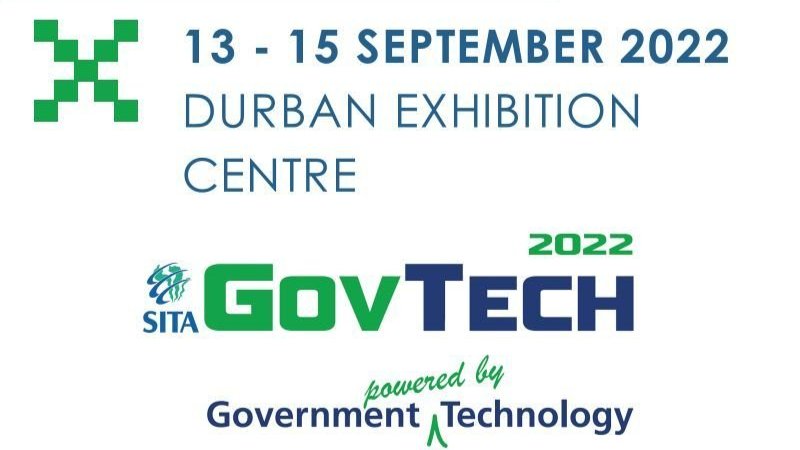 13 - 15 SEPTEMBER 2022
DURBAN EXHIBITION
CENTRE
2022
SITA GOVTECH
powered by
Government Technology